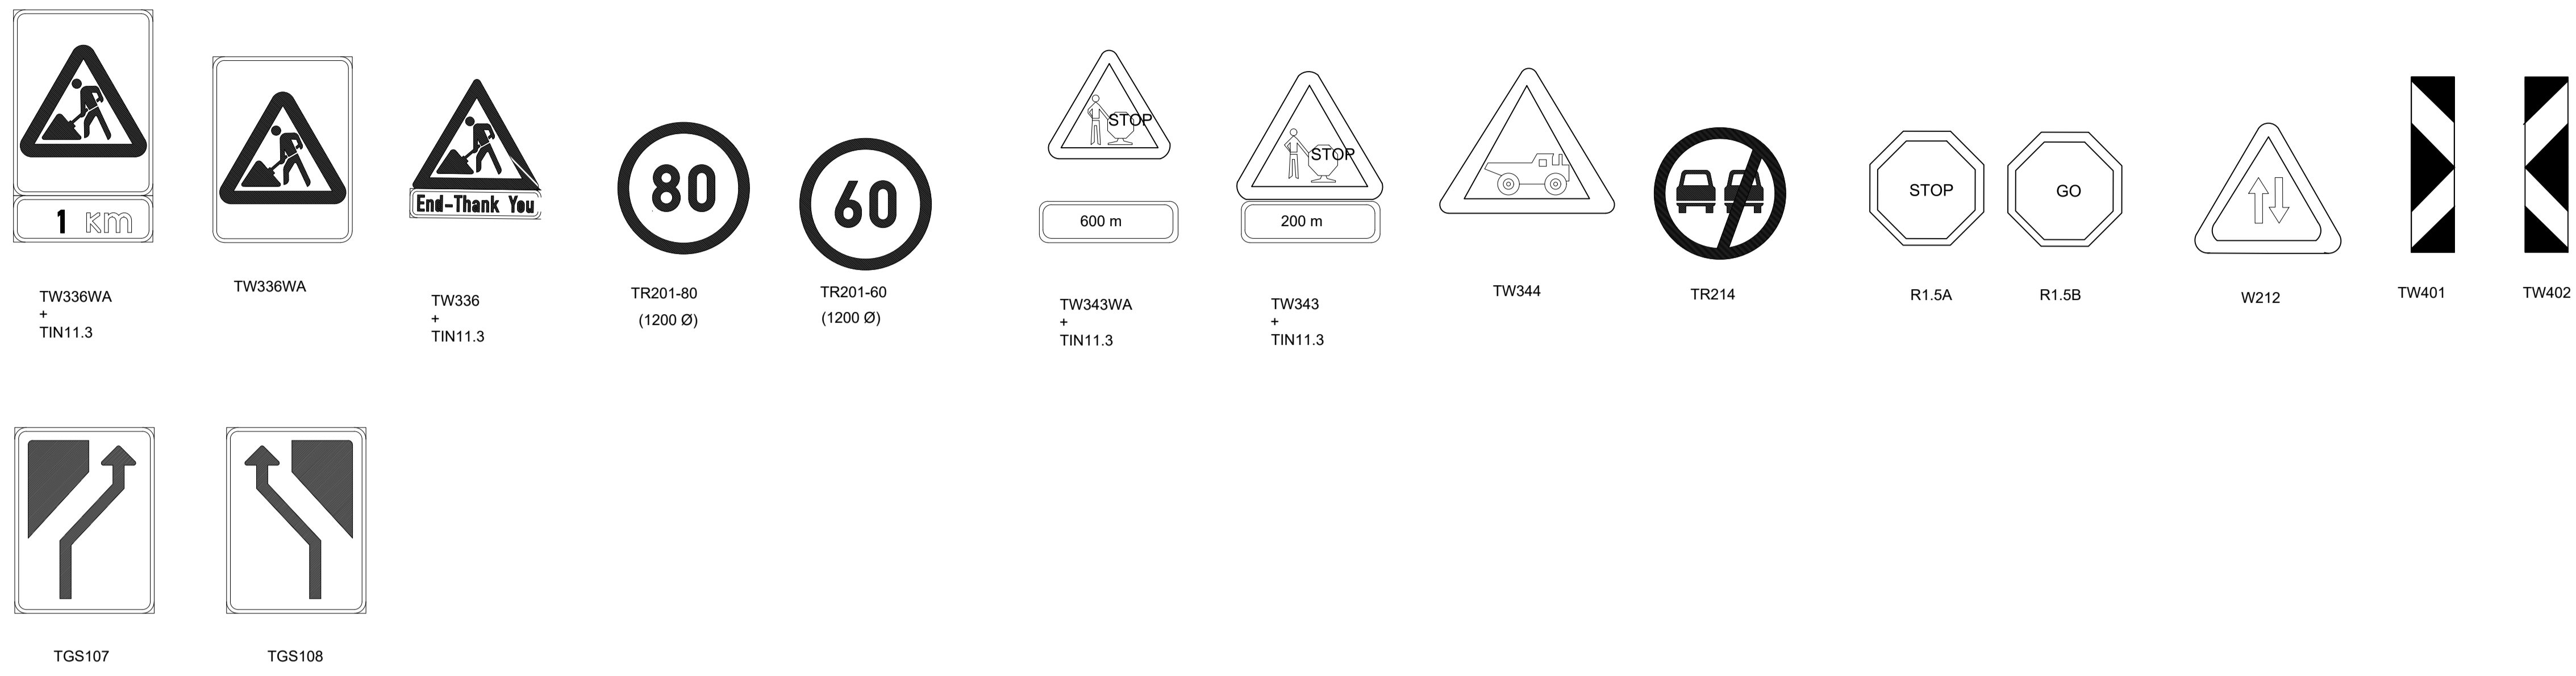 1 km
TW336WA
+
TIN11.3
TW336WA
End-Thank You
TW336
+
TIN11.3
80
TR201-80
(1200 Ø)
60
TR201-60
(1200 Ø)
STOP
600 m
TW343WA
+
TIN11.3
STOP
200 m
TW343
+
TIN11.3
TW344
TR214
STOP
R1.5A
GO
R1.5B
W212
TW401
TW402
TGS107
TGS108